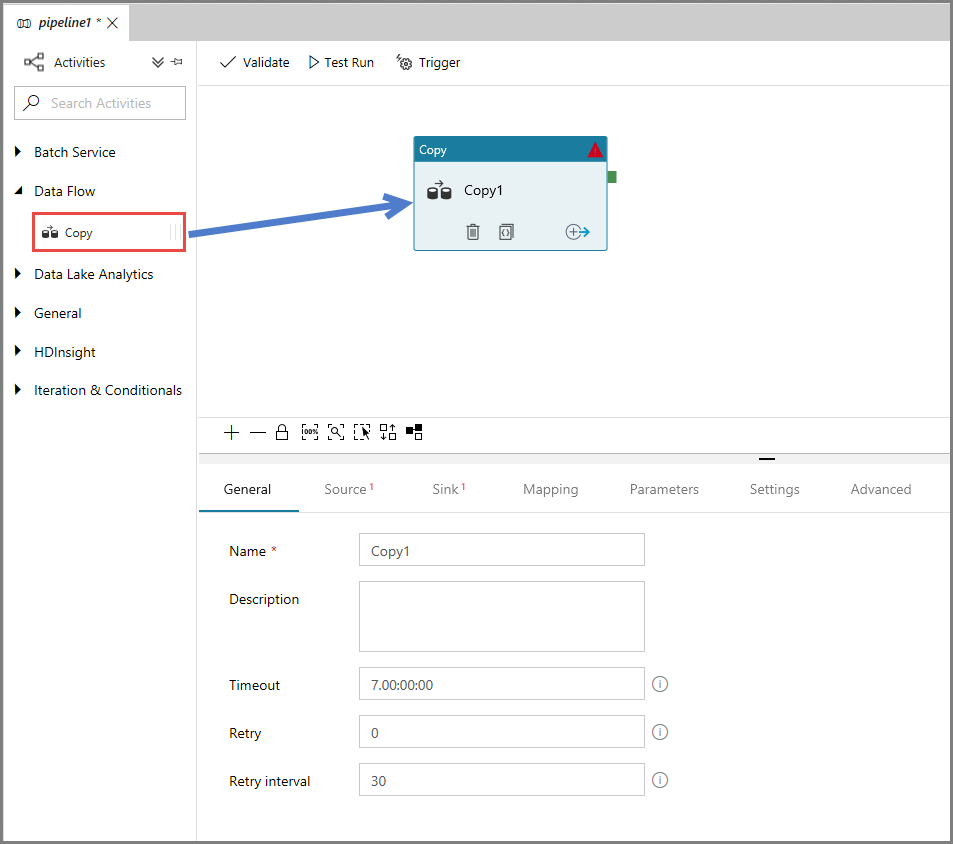 pipeline1 *
Activities
Validate Test Run Trigger
Search Activities
Batch Service
Data Flow
Copy
Data Lake Analytics
General
HDInsight
Iteration & Conditionals
Copy
Copy1
100%
General Source 1 Sink 1 Mapping Parameters Settings Advanced
Name * Copy1
Description
Timeout 7.00:00:00
Retry 0
Retry interval 30